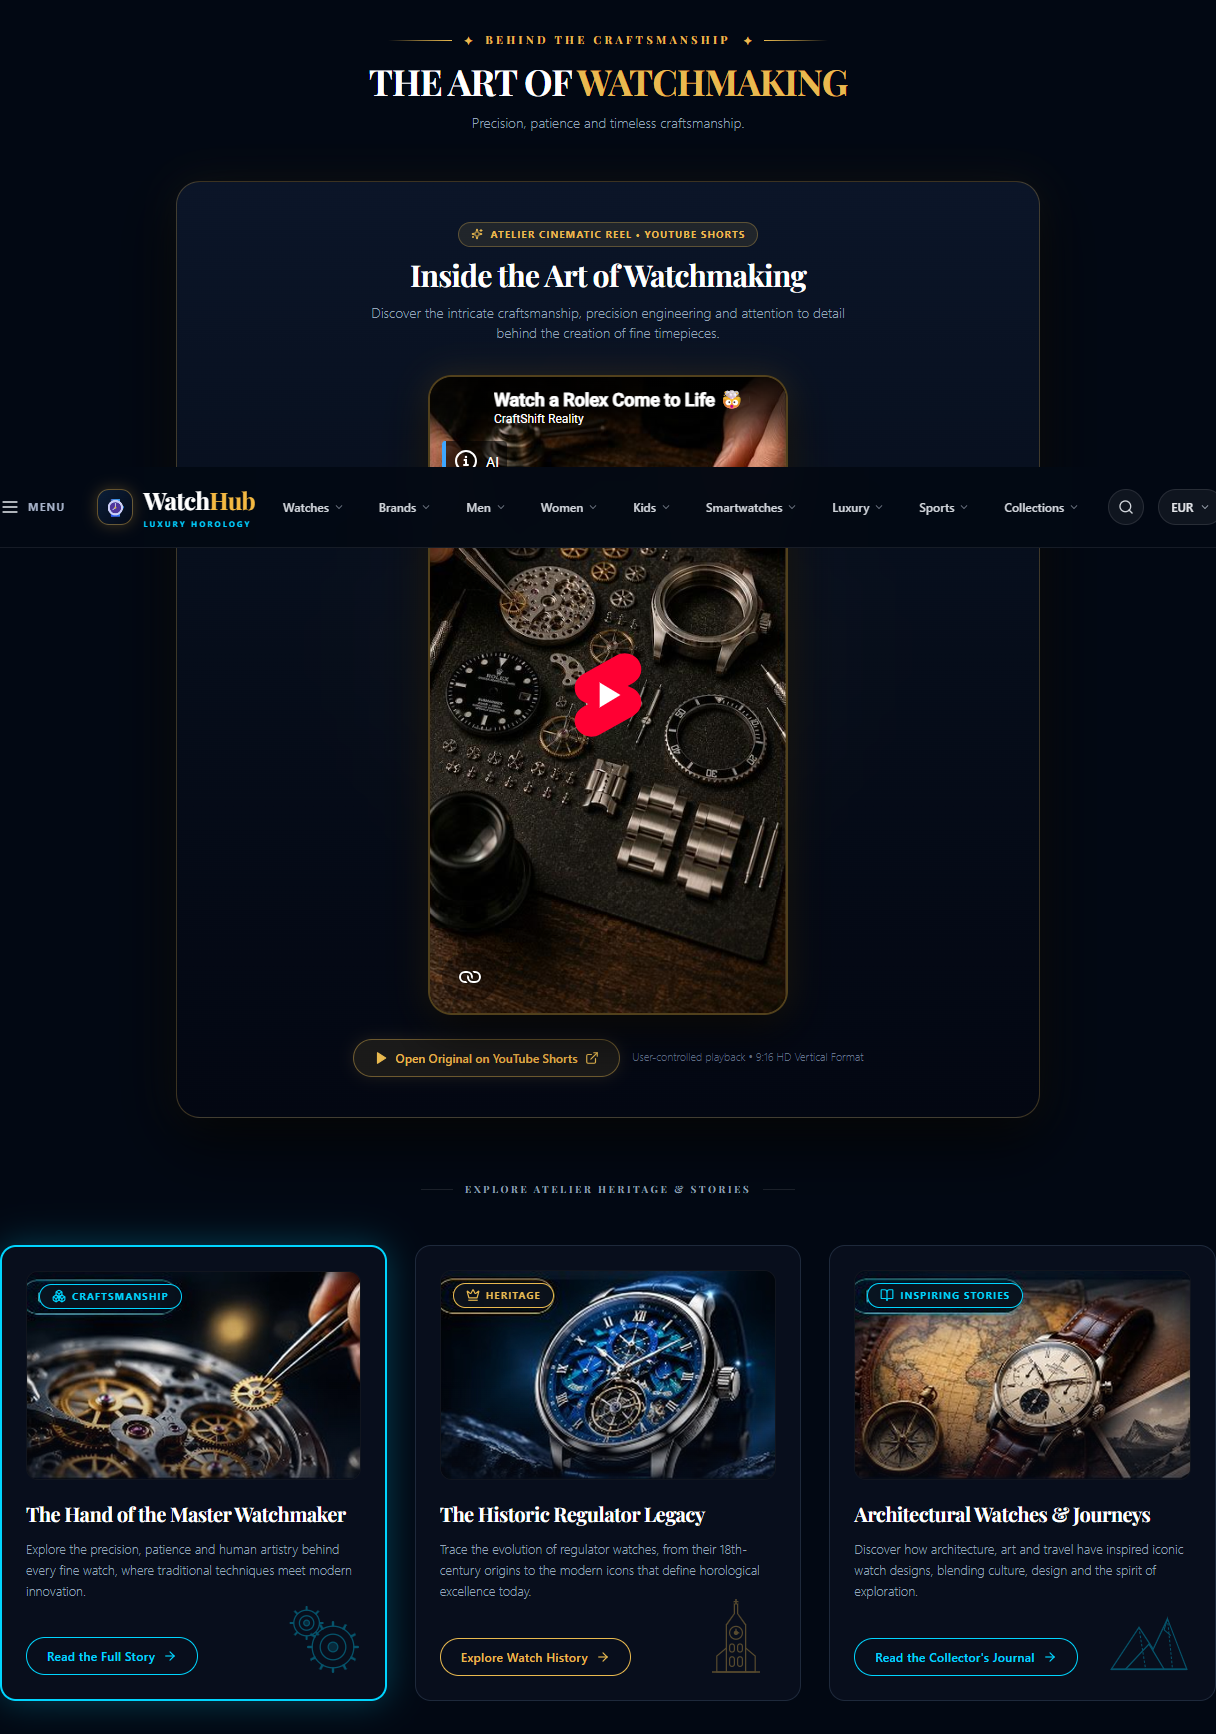 BEHIND THE CRAFTSMANSHIP
THE ART OF WATCHMAKING
Precision, patience and timeless craftsmanship.
ATELIER CINEMATIC REEL • YOUTUBE SHORTS
Inside the Art of Watchmaking
Discover the intricate craftsmanship, precision engineering and attention to detail
behind the creation of fine timepieces.
Watch a Rolex Come to Life 🤯
CraftShift Reality
AI
MENU
WatchHub
LUXURY HOROLOGY
Watches
Brands
Men
Women
Kids
Smartwatches
Luxury
Sports
Collections
EUR
ROLEX
Open Original on YouTube Shorts
User-controlled playback • 9:16 HD Vertical Format
EXPLORE ATELIER HERITAGE & STORIES
CRAFTSMANSHIP
The Hand of the Master Watchmaker
Explore the precision, patience and human artistry behind
every fine watch, where traditional techniques meet modern
innovation.
Read the Full Story
HERITAGE
The Historic Regulator Legacy
Trace the evolution of regulator watches, from their 18th-
century origins to the modern icons that define horological
excellence today.
Explore Watch History
INSPIRING STORIES
Architectural Watches & Journeys
Discover how architecture, art and travel have inspired iconic
watch designs, blending culture, design and the spirit of
exploration.
Read the Collector's Journal